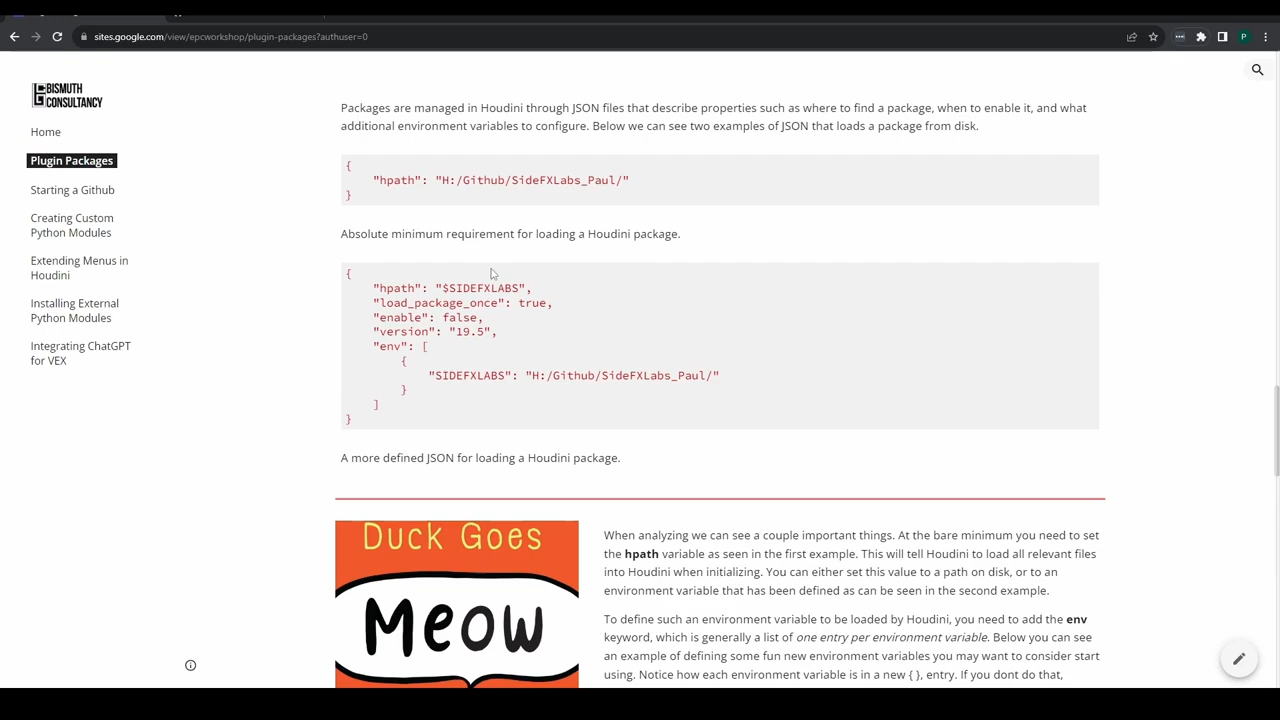 sites.google.com/view/epcworkshop/plugin-packages?authuser=0
P
BISMUTH
CONSULTANCY
Home
Plugin Packages
Starting a Github
Creating Custom
Python Modules
Extending Menus in
Houdini
Installing External
Python Modules
Integrating ChatGPT
for VEX
Packages are managed in Houdini through JSON files that describe properties such as where to find a package, when to enable it, and what
additional environment variables to configure. Below we can see two examples of JSON that loads a package from disk.
{
"hpath": "H:/Github/SideFXLabs_Paul/"
}
Absolute minimum requirement for loading a Houdini package.
{
"hpath": "$SIDEFXLABS",
"load_package_once": true,
"enable": false,
"version": "19.5",
"env": [
{
"SIDEFXLABS": "H:/Github/SideFXLabs_Paul/"
}
]
}
A more defined JSON for loading a Houdini package.
Duck Goes
Meow
When analyzing we can see a couple important things. At the bare minimum you need to set
the hpath variable as seen in the first example. This will tell Houdini to load all relevant files
into Houdini when initializing. You can either set this value to a path on disk, or to an
environment variable that has been defined as can be seen in the second example.
To define such an environment variable to be loaded by Houdini, you need to add the env
keyword, which is generally a list of one entry per environment variable. Below you can see
an example of defining some fun new environment variables you may want to consider start
using. Notice how each environment variable is in a new { }, entry. If you dont do that,